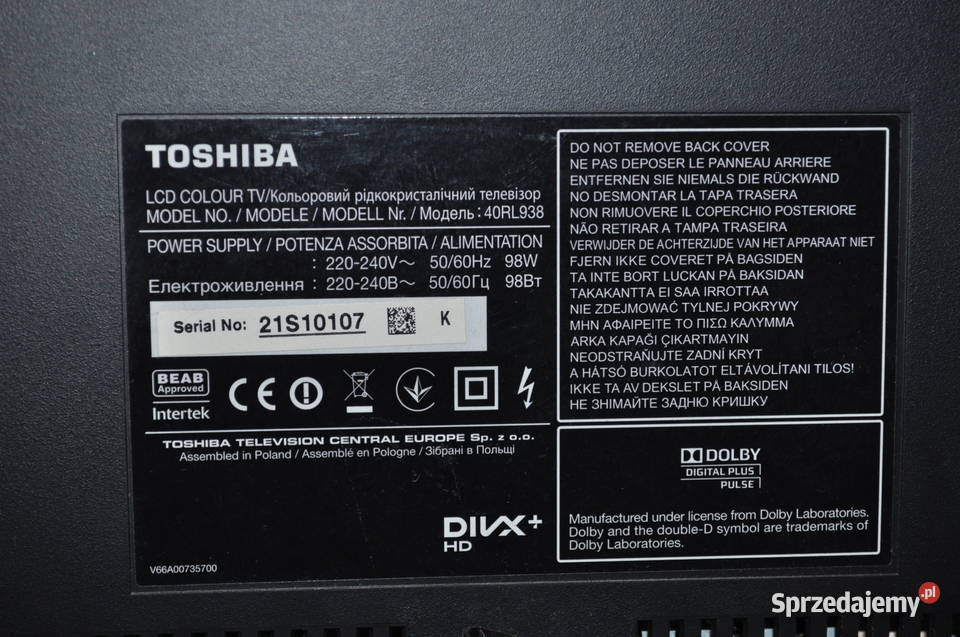 TOSHIBA
LCD COLOUR TV/Кольоровий рідкокристалічний телевізор
MODEL NO. / MODELE / MODELL Nr. / Модель : 40RL938
POWER SUPPLY / POTENZA ASSORBITA / ALIMENTATION
: 220-240V～ 50/60Hz 98W
Електроживлення : 220-240В～ 50/60Гц 98Вт
Serial No: 21S10107 K
BEAB
Approved
Intertek
CE
TOSHIBA TELEVISION CENTRAL EUROPE Sp. z o.o.
Assembled in Poland / Assemblé en Pologne / Зібрані в Польщі
DIVX+
HD
V66A00735700
DO NOT REMOVE BACK COVER
NE PAS DEPOSER LE PANNEAU ARRIERE
ENTFERNEN SIE NIEMALS DIE RÜCKWAND
NO DESMONTAR LA TAPA TRASERA
NON RIMUOVERE IL COPERCHIO POSTERIORE
NÃO RETIRAR A TAMPA TRASEIRA
VERWIJDER DE ACHTERZIJDE VAN HET APPARAAT NIET
FJERN IKKE COVERET PÅ BAGSIDEN
TA INTE BORT LUCKAN PÅ BAKSIDAN
TAKAKANTTA EI SAA IRROTTAA
NIE ZDEJMOWAĆ TYLNEJ POKRYWY
ΜΗΝ ΑΦΑΙΡΕΙΤΕ ΤΟ ΠΙΣΩ ΚΑΛΥΜΜΑ
ARKA KAPAĞI ÇIKARTMAYIN
NEODSTRAŇUJTE ZADNÍ KRYT
A HÁTSÓ BURKOLATOT ELTÁVOLÍTANI TILOS!
IKKE TA AV DEKSLET PÅ BAKSIDEN
НЕ ЗНІМАЙТЕ ЗАДНЮ КРИШКУ
DOLBY
DIGITAL PLUS
PULSE
Manufactured under license from Dolby Laboratories.
Dolby and the double-D symbol are trademarks of
Dolby Laboratories.
Sprzedajemy.pl